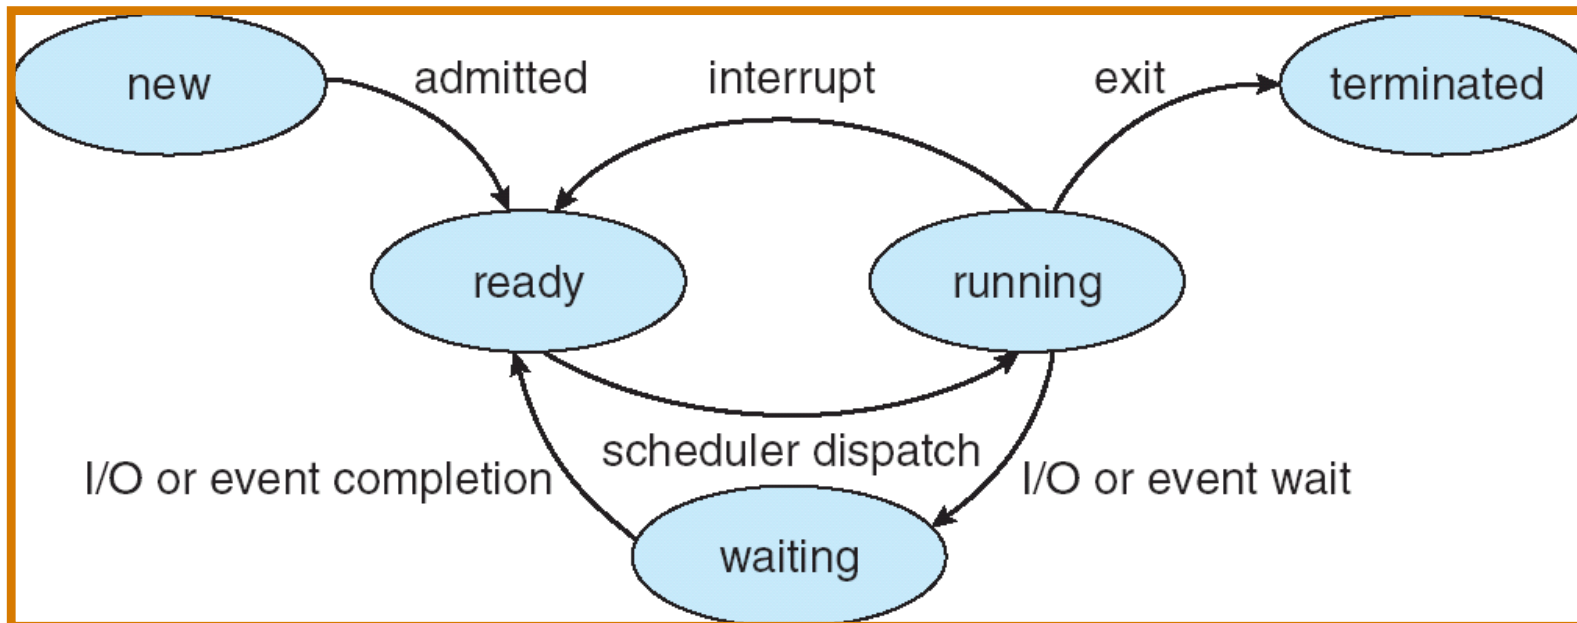 new
admitted
interrupt
exit
terminated
ready
running
scheduler dispatch
I/O or event completion
I/O or event wait
waiting